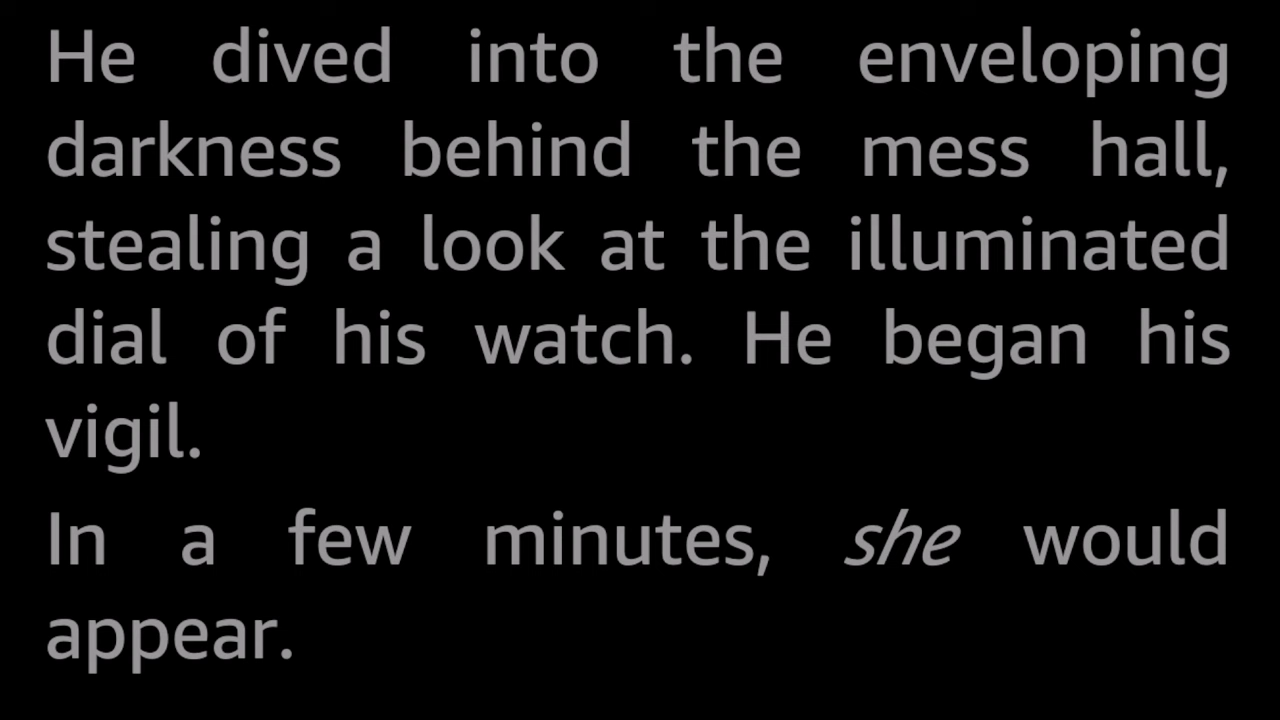 He dived into the enveloping
darkness behind the mess hall,
stealing a look at the illuminated
dial of his watch. He began his
vigil.
In a few minutes, she would
appear.